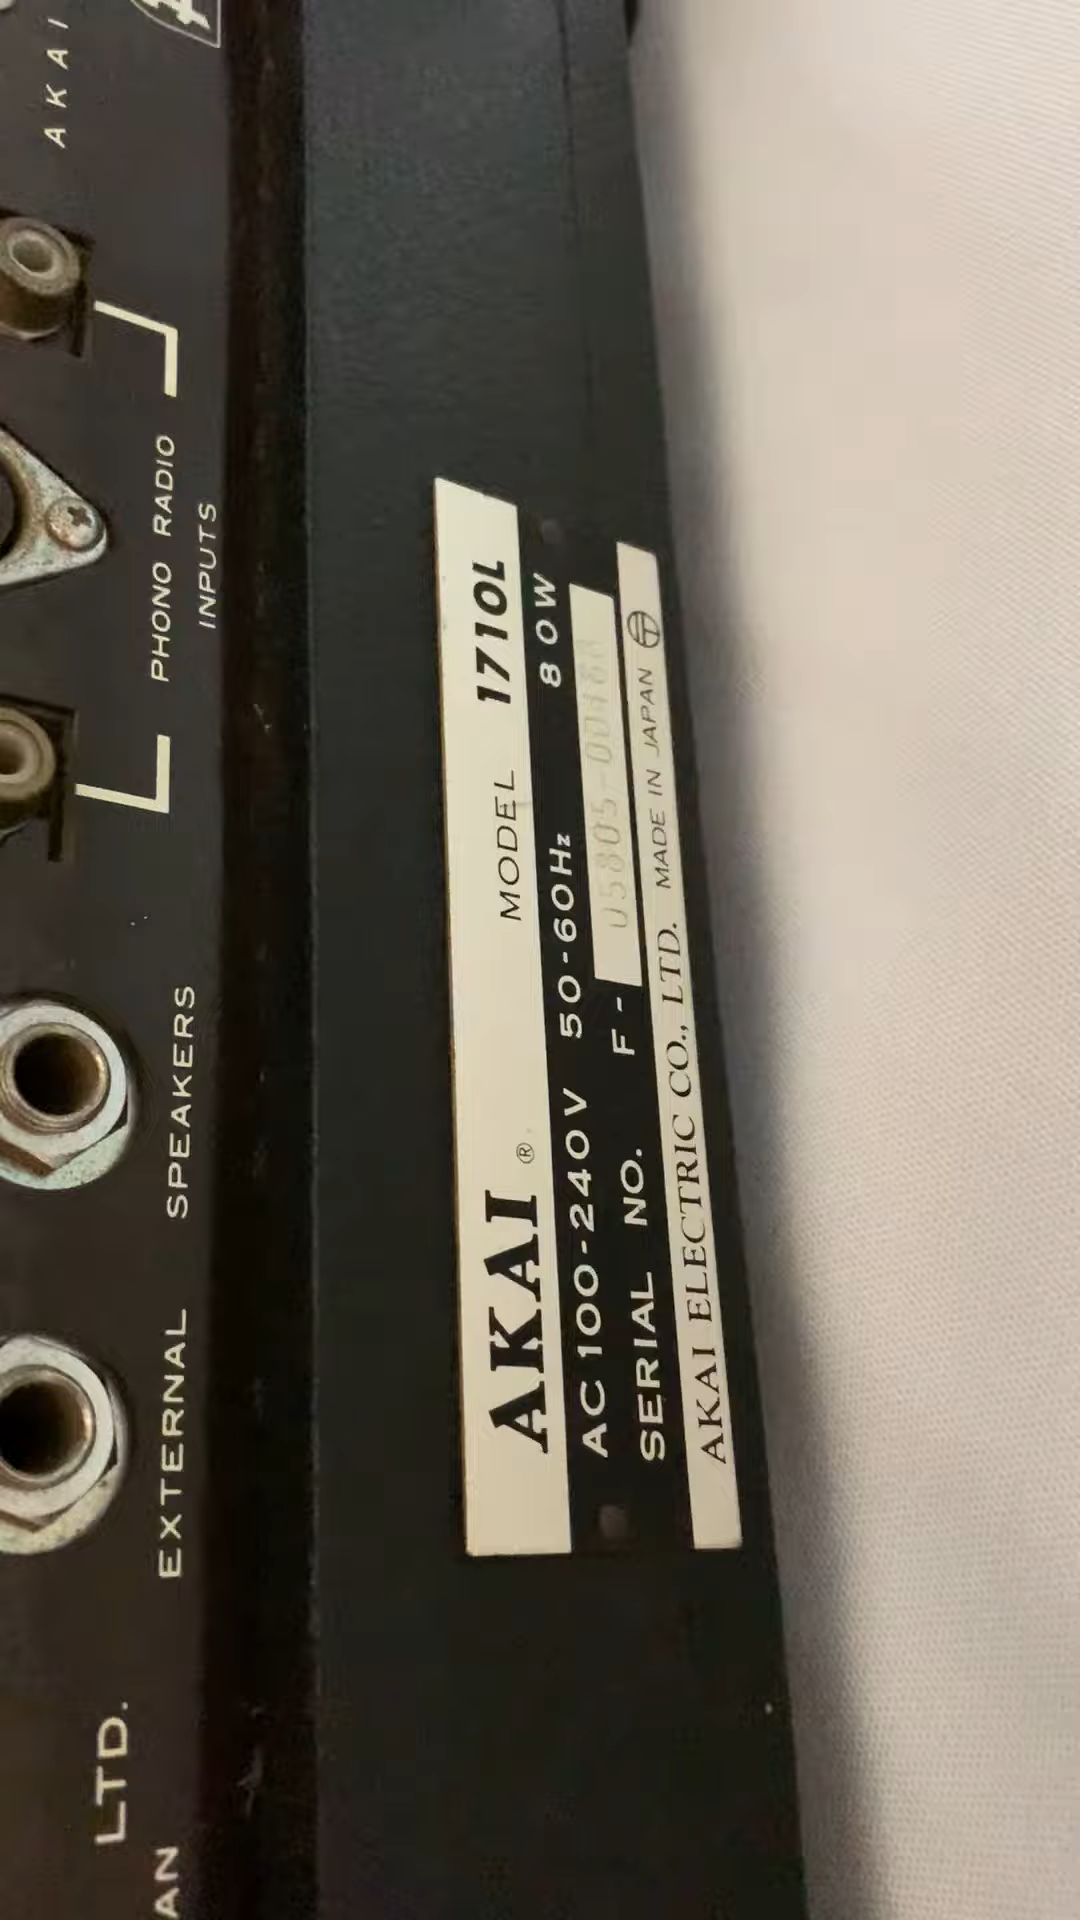 AKAI
PHONO RADIO
INPUTS
EXTERNAL SPEAKERS
LTD.
AN
AKAI ® MODEL 1710L
AC 100-240V 50-60Hz 80W
SERIAL NO. F-
AKAI ELECTRIC CO., LTD. MADE IN JAPAN